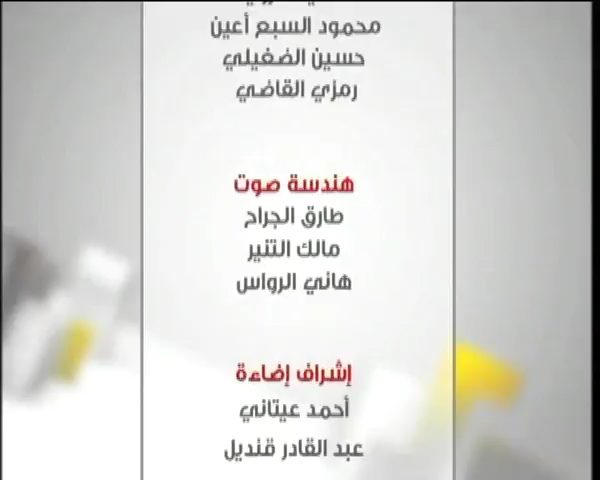 محمود السبع أعين
حسين الضغيلي
رمزي القاضي
هندسة صوت
طارق الجراح
مالك التنير
هاني الرواس
إشراف إضاءة
أحمد عيتاني
عبد القادر قنديل